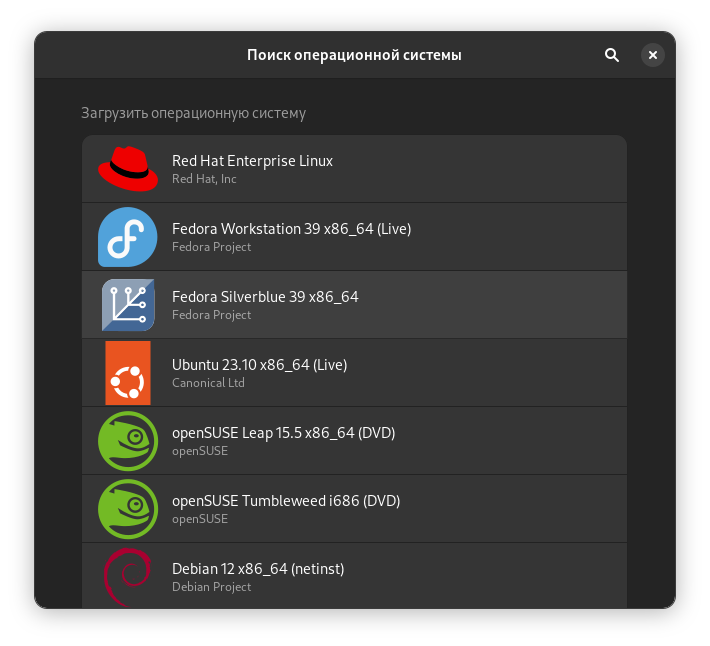 Поиск операционной системы
Загрузить операционную систему
Red Hat Enterprise Linux
Red Hat, Inc
Fedora Workstation 39 x86_64 (Live)
Fedora Project
Fedora Silverblue 39 x86_64
Fedora Project
Ubuntu 23.10 x86_64 (Live)
Canonical Ltd
openSUSE Leap 15.5 x86_64 (DVD)
openSUSE
openSUSE Tumbleweed i686 (DVD)
openSUSE
Debian 12 x86_64 (netinst)
Debian Project